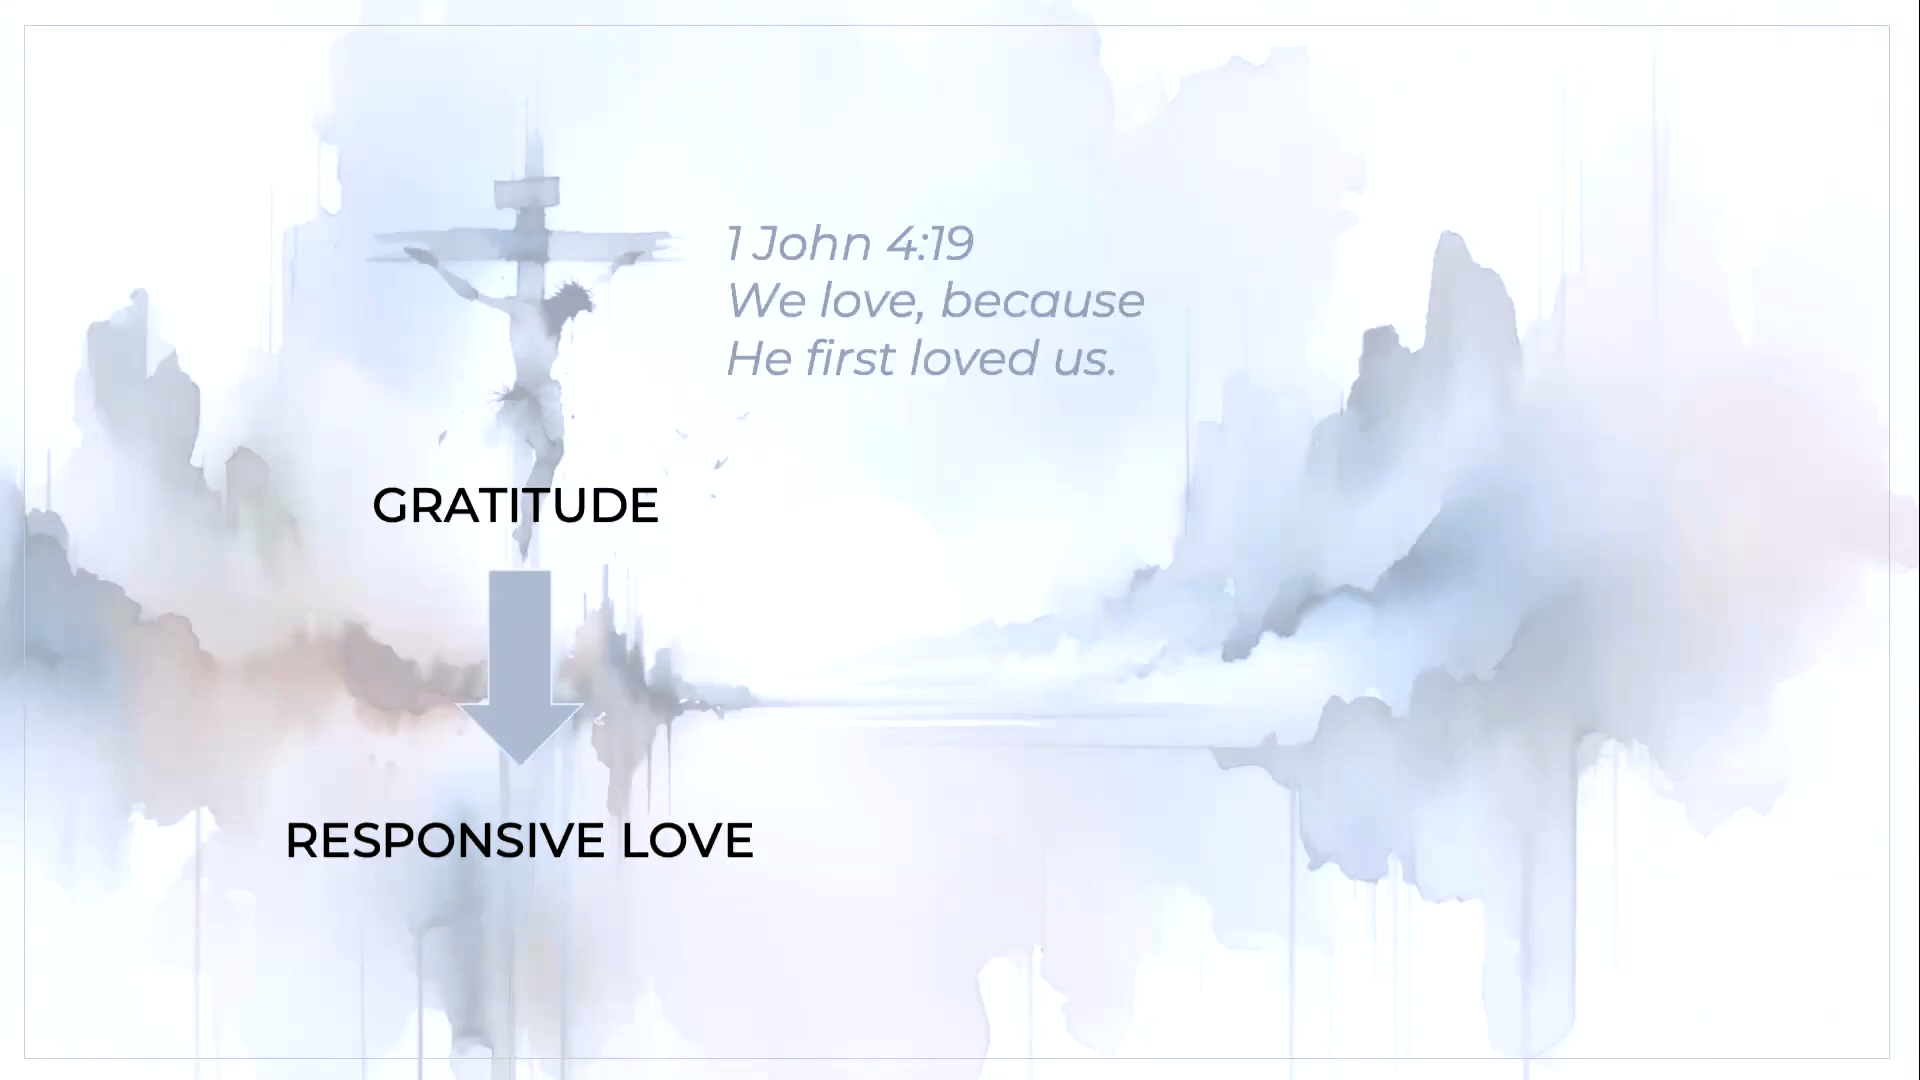 1 John 4:19
We love, because
He first loved us.
GRATITUDE
RESPONSIVE LOVE